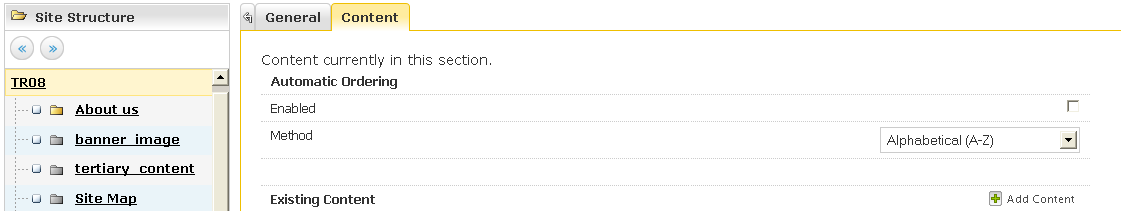 Site Structure
General
Content
«
»
Content currently in this section.
TR08
Automatic Ordering
About us
Enabled
banner_image
Method
Alphabetical (A-Z)
tertiary_content
Site Map
Existing Content
Add Content